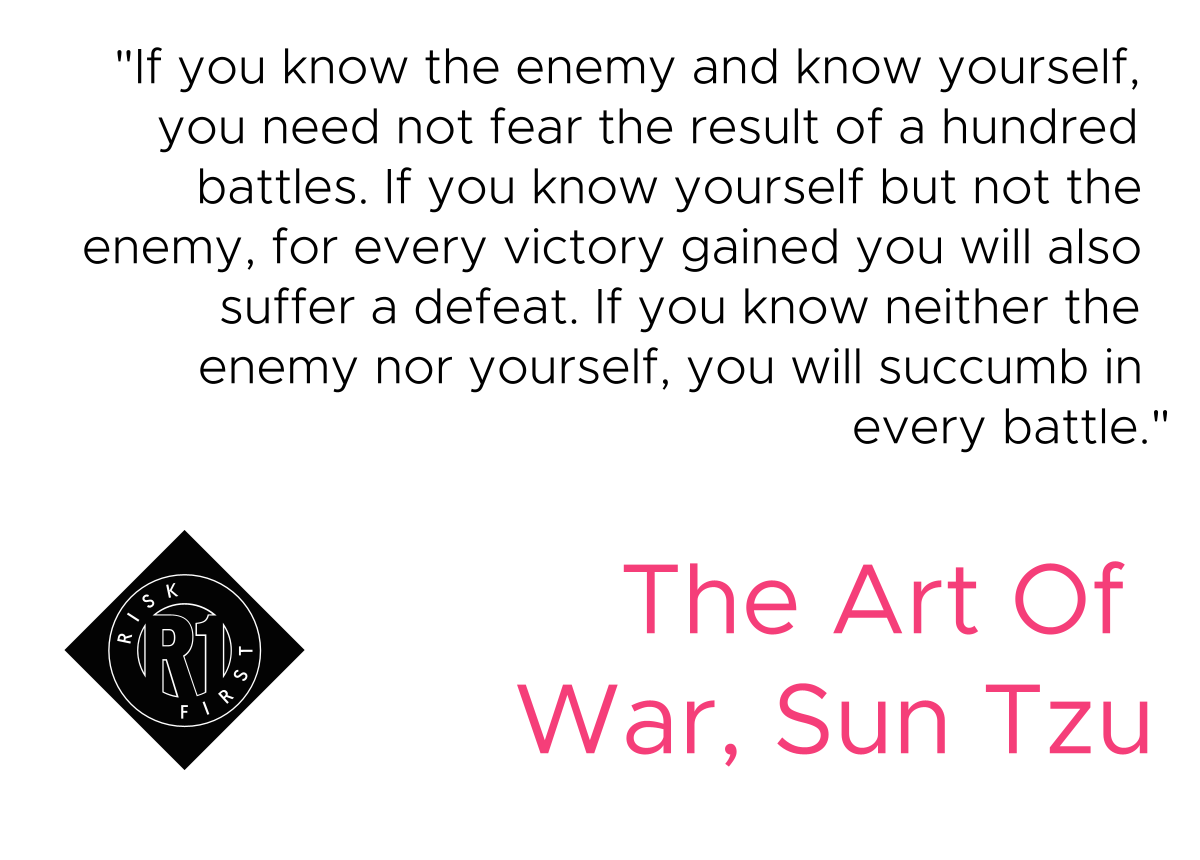 "If you know the enemy and know yourself,
you need not fear the result of a hundred
battles. If you know yourself but not the
enemy, for every victory gained you will also
suffer a defeat. If you know neither the
enemy nor yourself, you will succumb in
every battle."
The Art Of
War, Sun Tzu
RISK
R1
FIRST